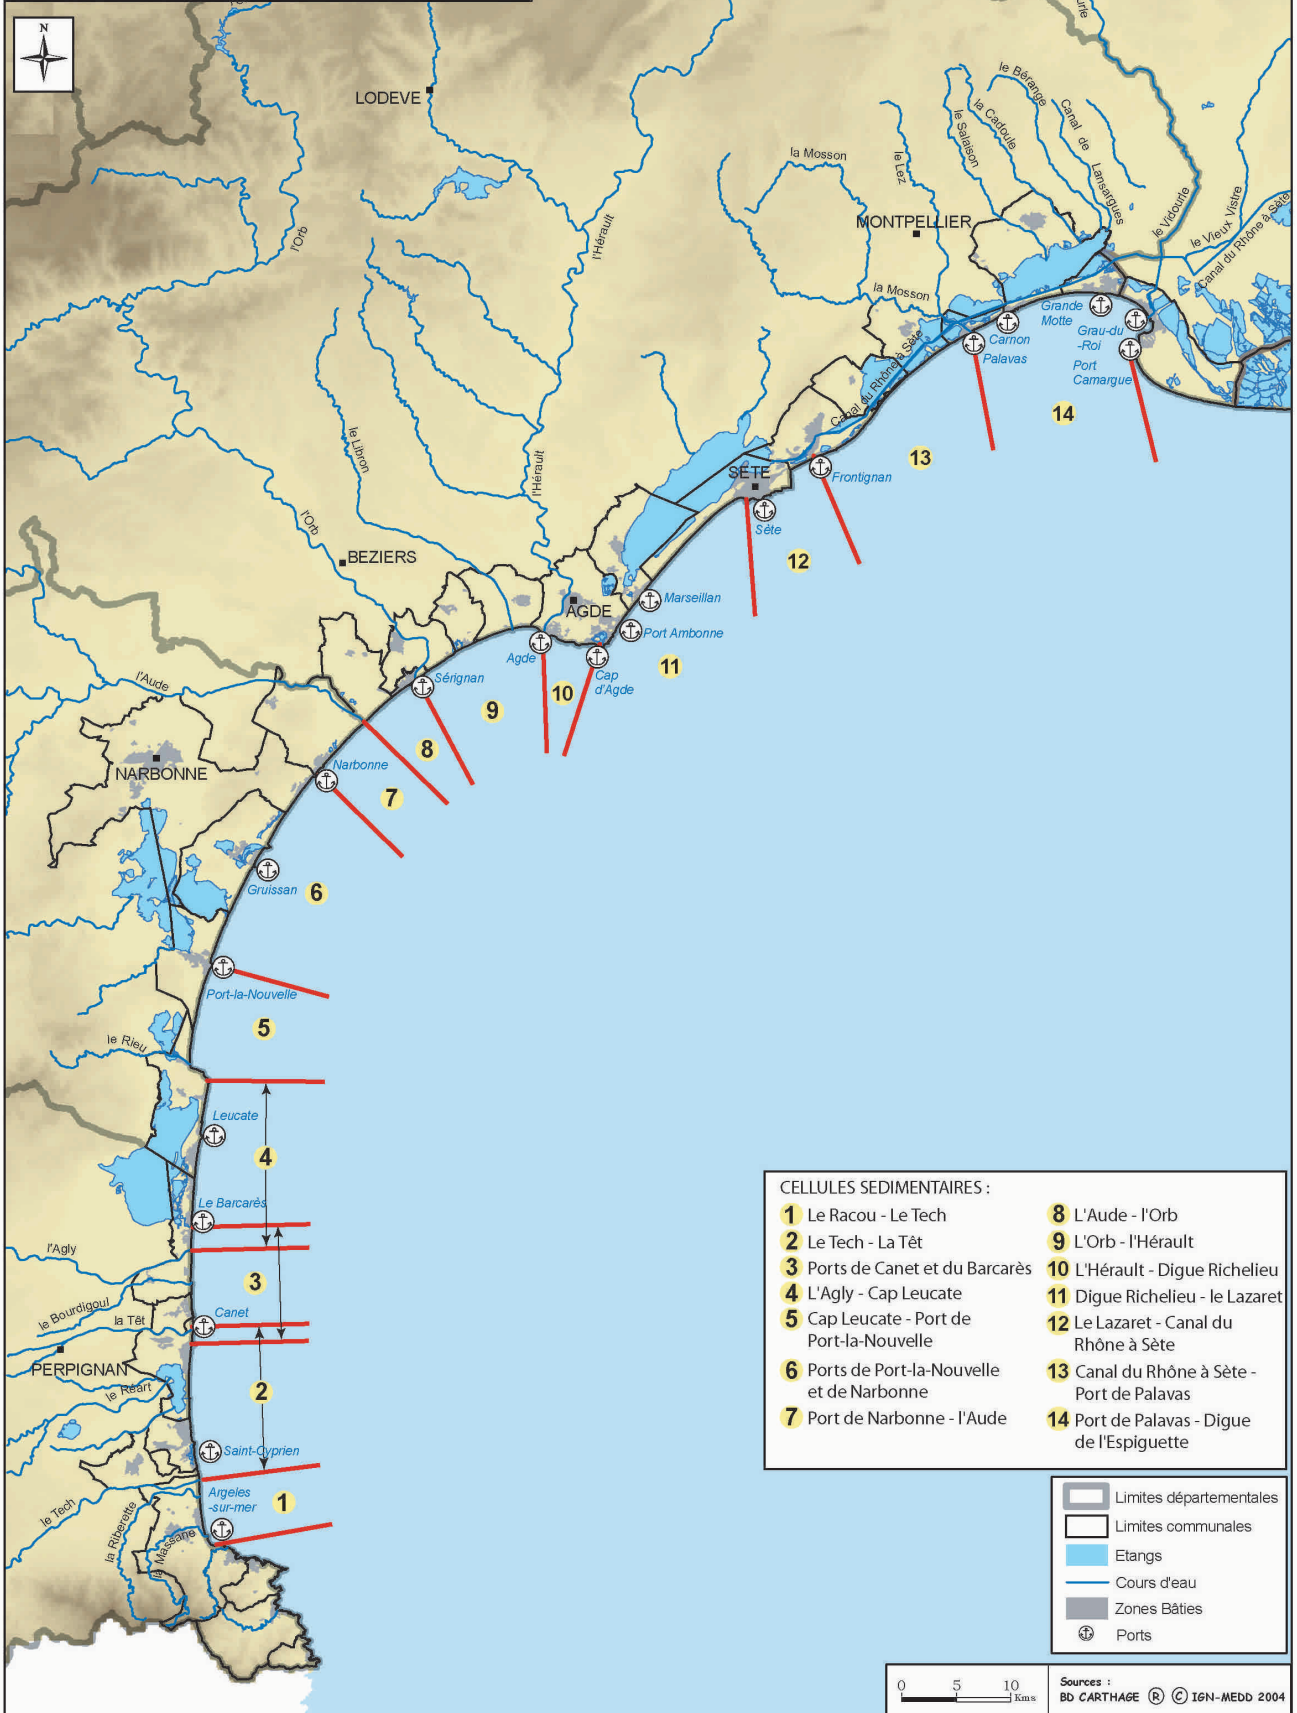 N
LODEVE
l'Orb
l'Hérault
la Mosson
le Lez
le Salaison
la Cadoule
le Bérange
Canal de Lansargues
le Vidourle
le Vieux Vistre
Canal du Rhône à Sète
MONTPELLIER
la Mosson
Grande
Motte
Grau-du
-Roi
Carnon
Palavas
Port
Camargue
14
Canal du Rhône à Sète
13
SETE
Frontignan
Sète
12
le Libron
l'Hérault
l'Orb
BEZIERS
AGDE
Marseillan
Port Ambonne
Agde
Cap
d'Agde
11
10
l'Aude
Sérignan
9
8
NARBONNE
Narbonne
7
Gruissan
6
Port-la-Nouvelle
5
le Rieu
Leucate
4
Le Barcarès
l'Agly
3
le Bourdigoul
la Têt
Canet
PERPIGNAN
le Réart
2
Saint-Cyprien
le Tech
la Riberette
la Massane
Argeles
-sur-mer
1
CELLULES SEDIMENTAIRES :
1 Le Racou - Le Tech
2 Le Tech - La Têt
3 Ports de Canet et du Barcarès
4 L'Agly - Cap Leucate
5 Cap Leucate - Port de
Port-la-Nouvelle
6 Ports de Port-la-Nouvelle
et de Narbonne
7 Port de Narbonne - l'Aude
8 L'Aude - l'Orb
9 L'Orb - l'Hérault
10 L'Hérault - Digue Richelieu
11 Digue Richelieu - le Lazaret
12 Le Lazaret - Canal du
Rhône à Sète
13 Canal du Rhône à Sète -
Port de Palavas
14 Port de Palavas - Digue
de l'Espiguette
Limites départementales
Limites communales
Etangs
Cours d'eau
Zones Bâties
Ports
0 5 10
Kms
Sources :
BD CARTHAGE ® © IGN-MEDD 2004